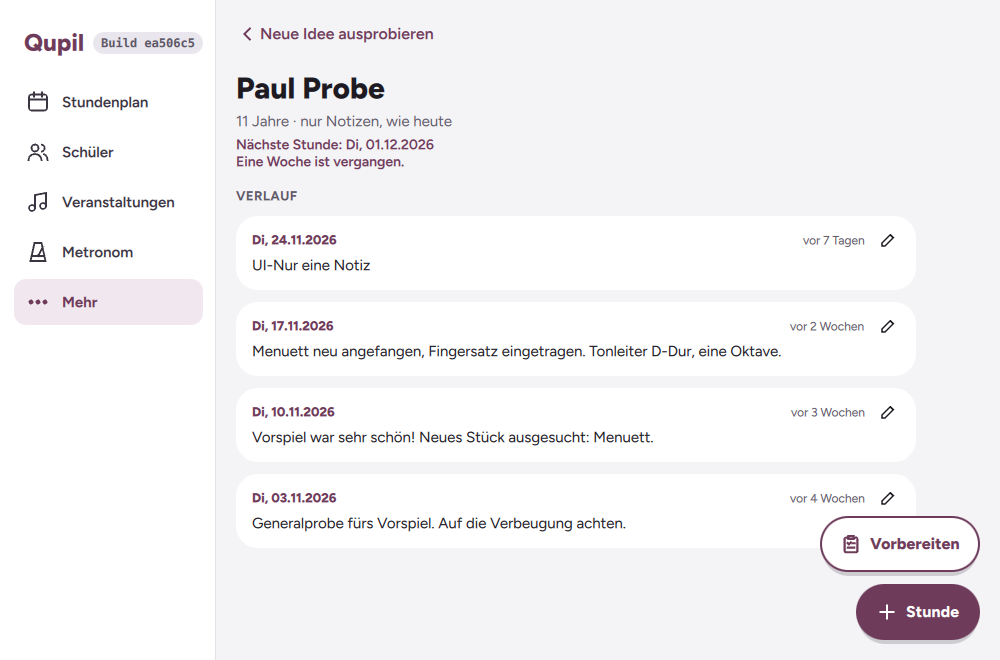 Qupil
Build ea506c5
Stundenplan
Schüler
Veranstaltungen
Metronom
Mehr
Neue Idee ausprobieren
Paul Probe
11 Jahre · nur Notizen, wie heute
Nächste Stunde: Di, 01.12.2026
Eine Woche ist vergangen.
VERLAUF
Di, 24.11.2026
vor 7 Tagen
UI-Nur eine Notiz
Di, 17.11.2026
vor 2 Wochen
Menuett neu angefangen, Fingersatz eingetragen. Tonleiter D-Dur, eine Oktave.
Di, 10.11.2026
vor 3 Wochen
Vorspiel war sehr schön! Neues Stück ausgesucht: Menuett.
Di, 03.11.2026
vor 4 Wochen
Generalprobe fürs Vorspiel. Auf die Verbeugung achten.
Vorbereiten
Stunde